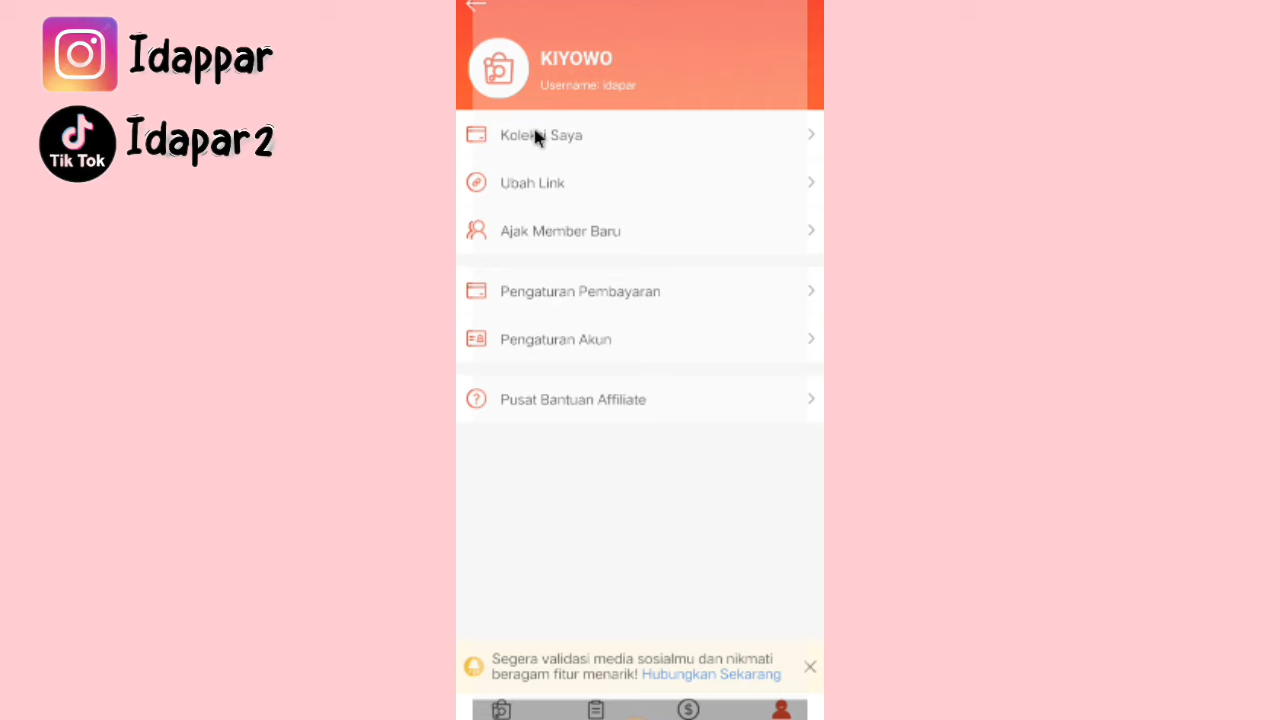 Idappar
Tik Tok
Idapar2
KIYOWO
Username: idapar
Koleksi Saya
Ubah Link
Ajak Member Baru
Pengaturan Pembayaran
Pengaturan Akun
Pusat Bantuan Affiliate
Segera validasi media sosialmu dan nikmati
beragam fitur menarik! Hubungkan Sekarang